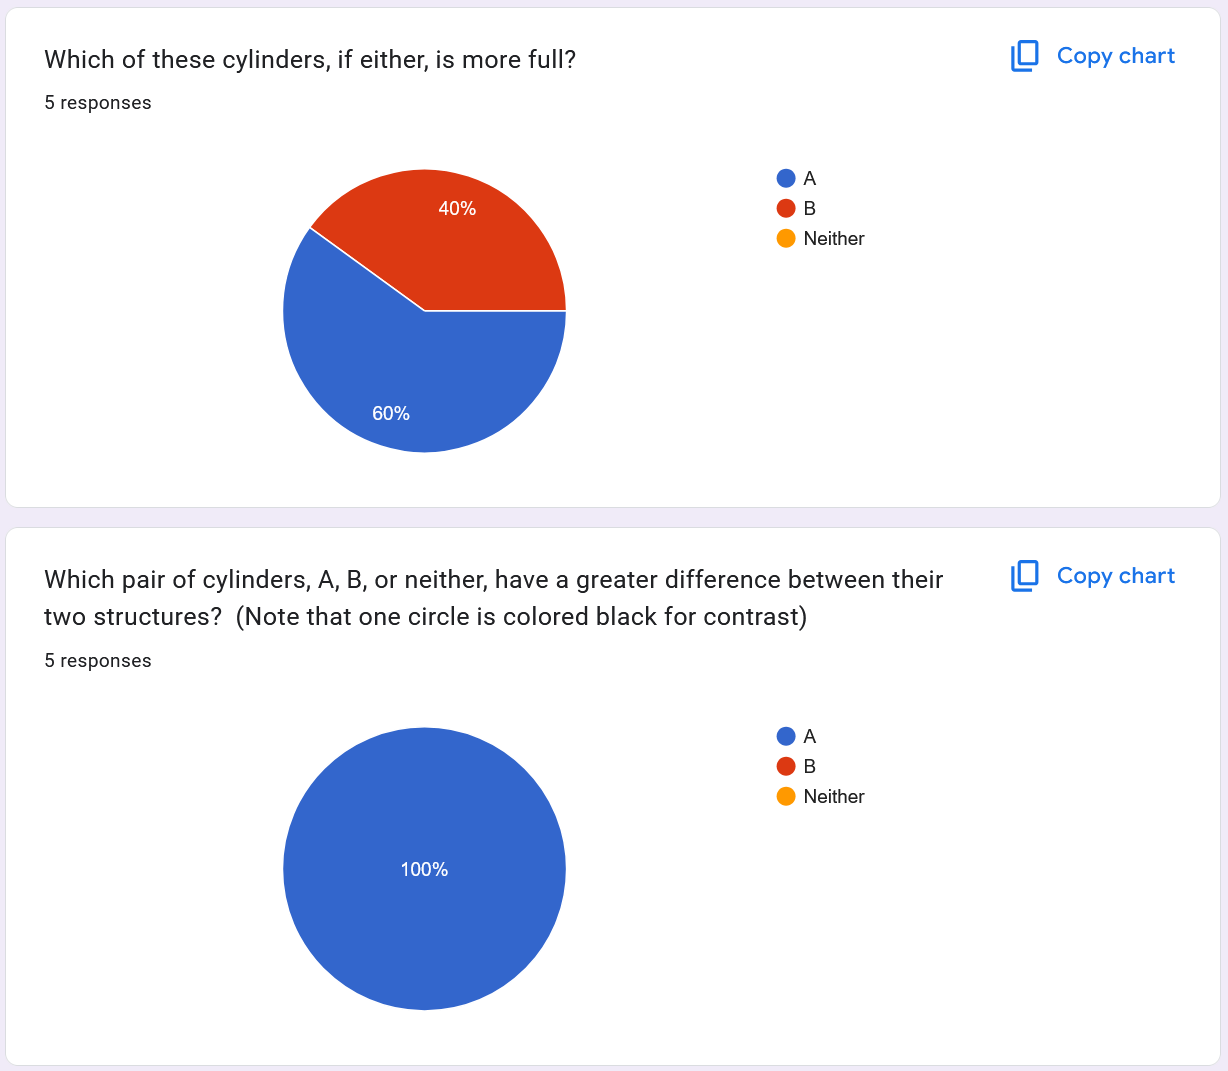 Which of these cylinders, if either, is more full?
Copy chart
5 responses
A
B
Neither
40%
60%
Which pair of cylinders, A, B, or neither, have a greater difference between their
two structures?  (Note that one circle is colored black for contrast)
Copy chart
5 responses
A
B
Neither
100%